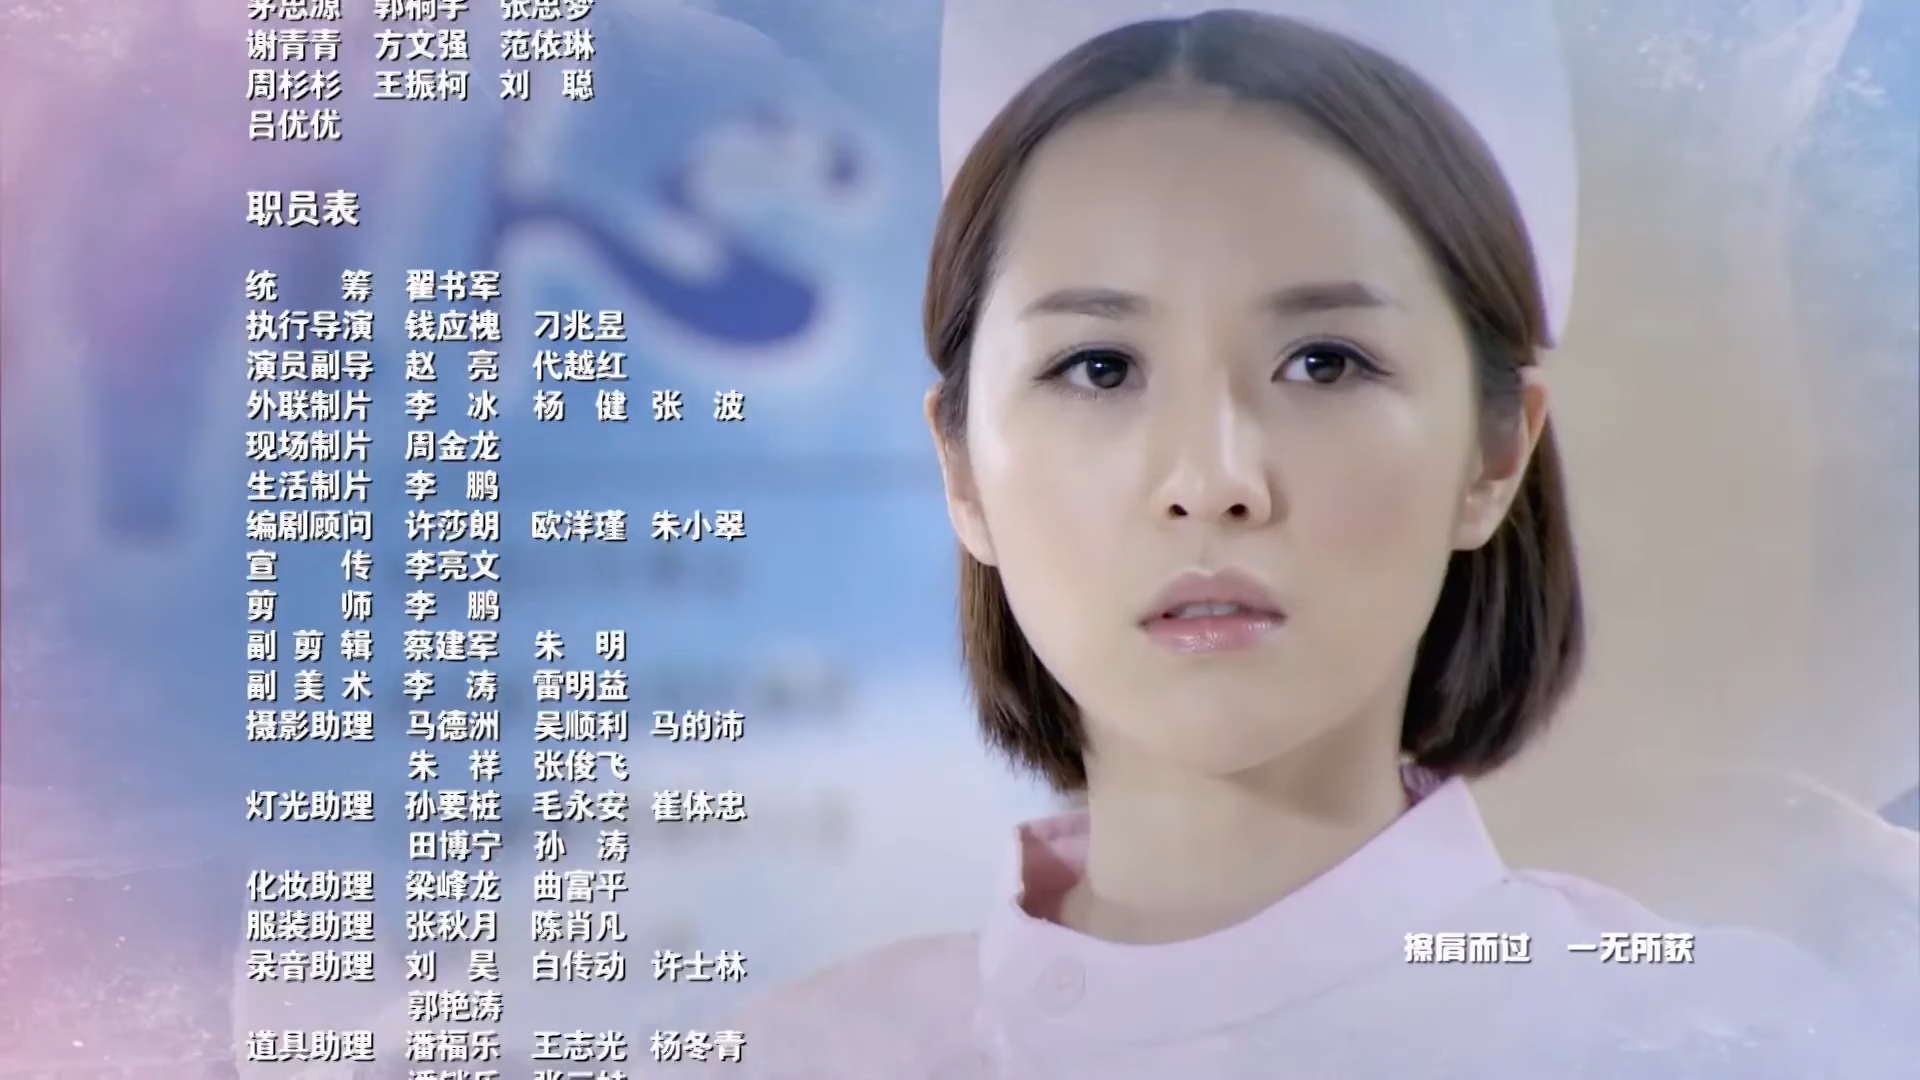 茅思源 郭桐宇 张思梦
谢青青 方文强 范依琳
周杉杉 王振柯 刘 聪
吕优优
职员表
统 筹 翟书军
执行导演 钱应槐 刁兆昱
演员副导 赵 亮 代越红
外联制片 李 冰 杨 健 张 波
现场制片 周金龙
生活制片 李 鹏
编剧顾问 许莎朗 欧洋瑾 朱小翠
宣 传 李亮文
剪 师 李 鹏
副 剪 辑 蔡建军 朱 明
副 美 术 李 涛 雷明益
摄影助理 马德洲 吴顺利 马的沛
朱 祥 张俊飞
灯光助理 孙要桩 毛永安 崔体忠
田博宁 孙 涛
化妆助理 梁峰龙 曲富平
服装助理 张秋月 陈肖凡
录音助理 刘 昊 白传动 许士林
郭艳涛
擦肩而过 一无所获
道具助理 潘福乐 王志光 杨冬青